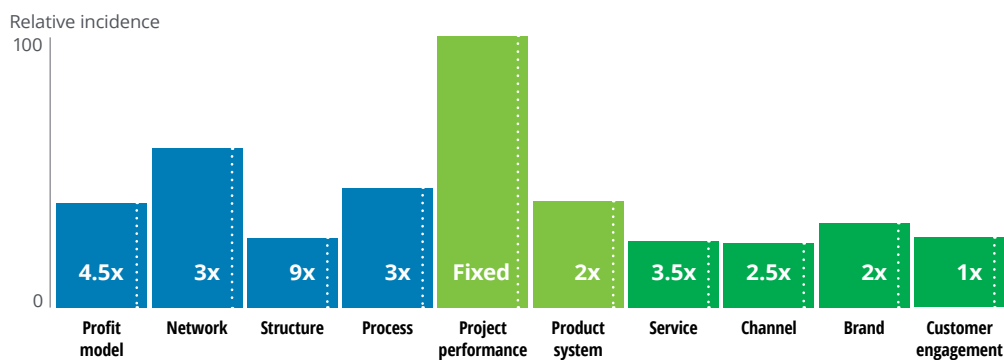 Relative incidence
100
0
4.5x
3x
9x
3x
Fixed
2x
3.5x
2.5x
2x
1x
Profit
model
Network
Structure
Process
Project
performance
Product
system
Service
Channel
Brand
Customer
engagement